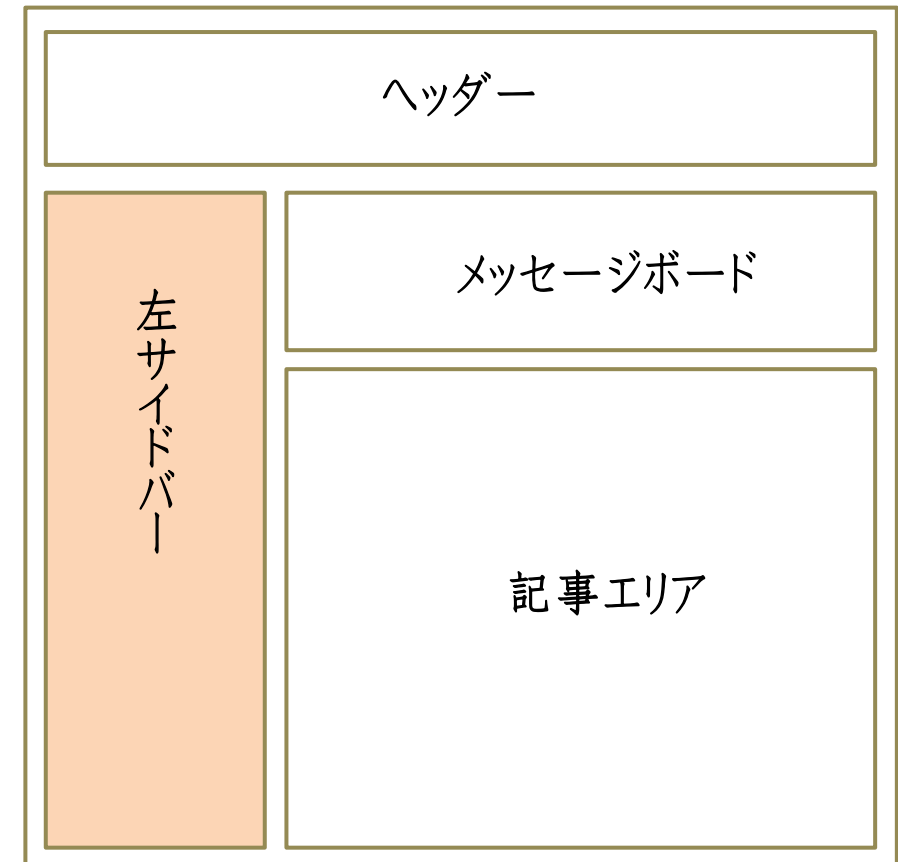 ヘッダー
メッセージボード
左サイドバー
記事エリア